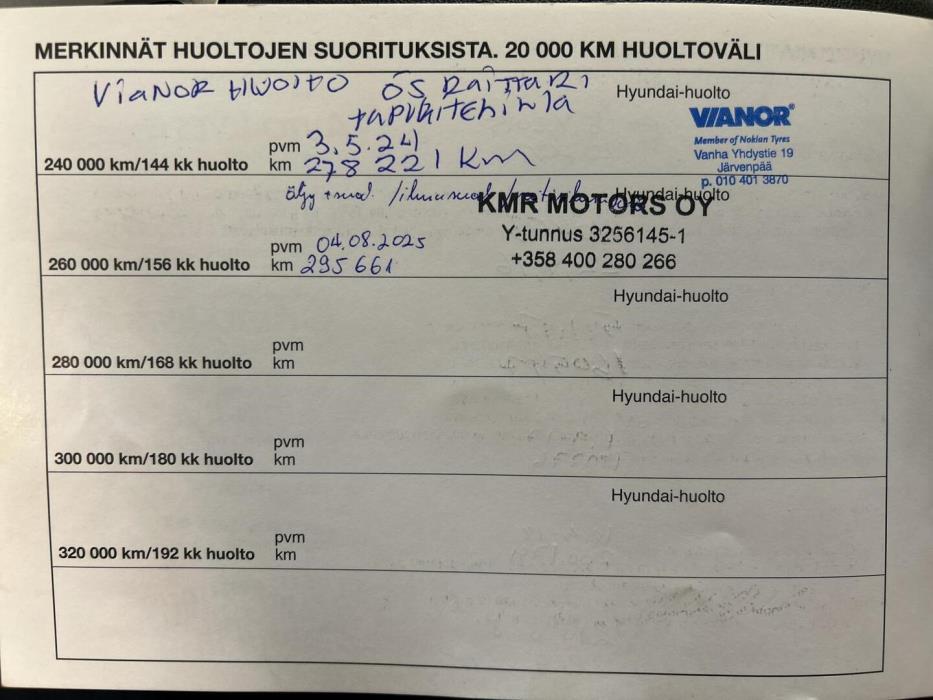 MERKINNÄT HUOLTOJEN SUORITUKSISTA. 20 000 KM HUOLTOVÄLI
ViANOR HUOLTO ÖS RAITTARI
Hyundai-huolto
VIANOR®
Member of Nokian Tyres
Vanha Yhdystie 19
Järvenpää
p. 010 401 3870
240 000 km/144 kk huolto
pvm 3.5.24
km 278 221 km
öljy + suod.
Hyundai-huolto
KMR MOTORS OY
Y-tunnus 3256145-1
+358 400 280 266
260 000 km/156 kk huolto
pvm 04.08.2025
km 295 661
Hyundai-huolto
280 000 km/168 kk huolto
pvm
km
Hyundai-huolto
300 000 km/180 kk huolto
pvm
km
Hyundai-huolto
320 000 km/192 kk huolto
pvm
km